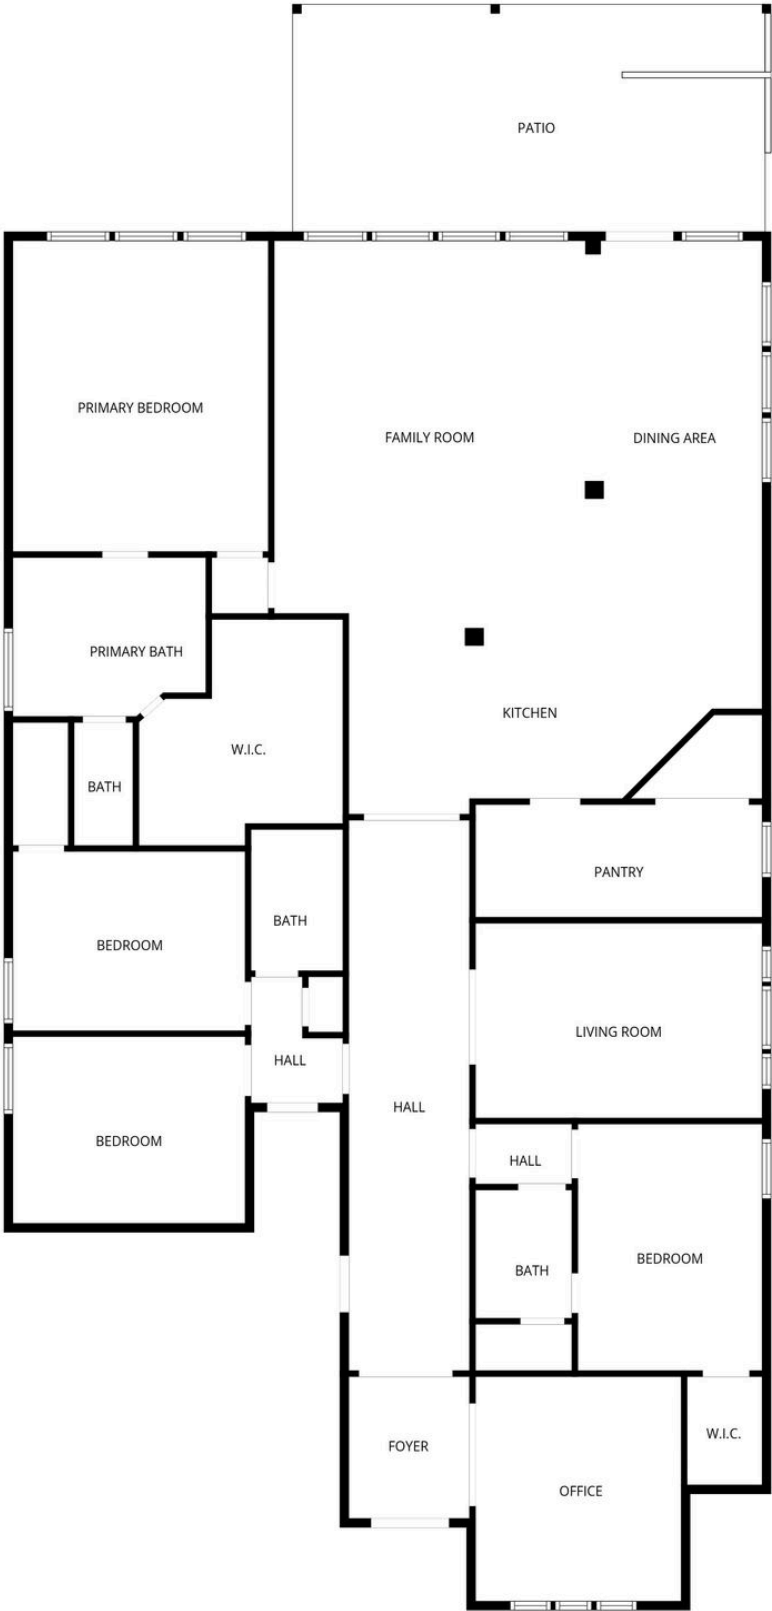 PATIO
PRIMARY BEDROOM
FAMILY ROOM
DINING AREA
PRIMARY BATH
KITCHEN
W.I.C.
BATH
PANTRY
BATH
BEDROOM
LIVING ROOM
HALL
HALL
BEDROOM
HALL
BEDROOM
BATH
W.I.C.
FOYER
OFFICE